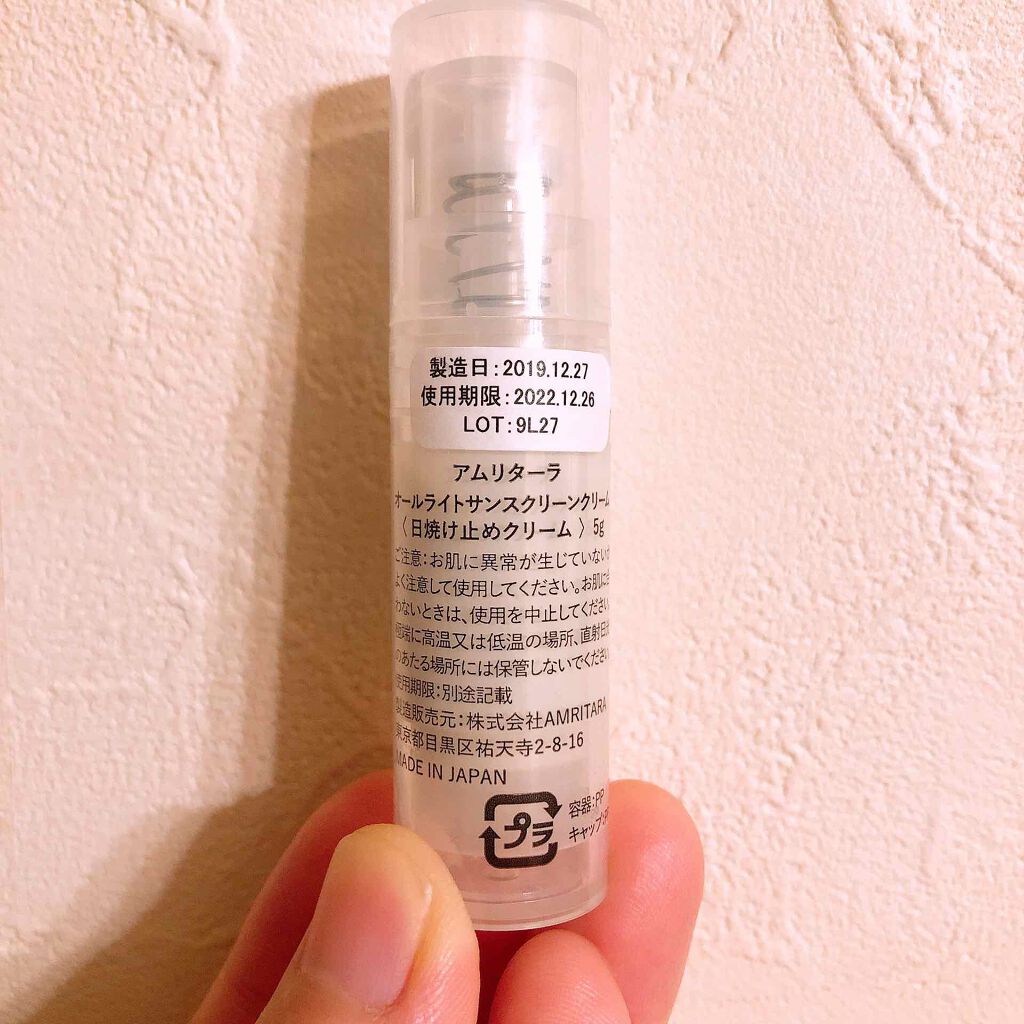 製造日:2019.12.27
使用期限:2022.12.26
LOT:9L27
アムリターラ
オールライトサンスクリーンクリーム
〈日焼け止めクリーム〉5g
ご注意:お肌に異常が生じていないか
よく注意して使用してください。お肌に合
わないときは、使用を中止してください。
極端に高温又は低温の場所、直射日光
のあたる場所には保管しないでください。
使用期限:別途記載
製造販売元:株式会社AMRITARA
東京都目黒区祐天寺2-8-16
MADE IN JAPAN
プラ
容器:PP
キャップ: